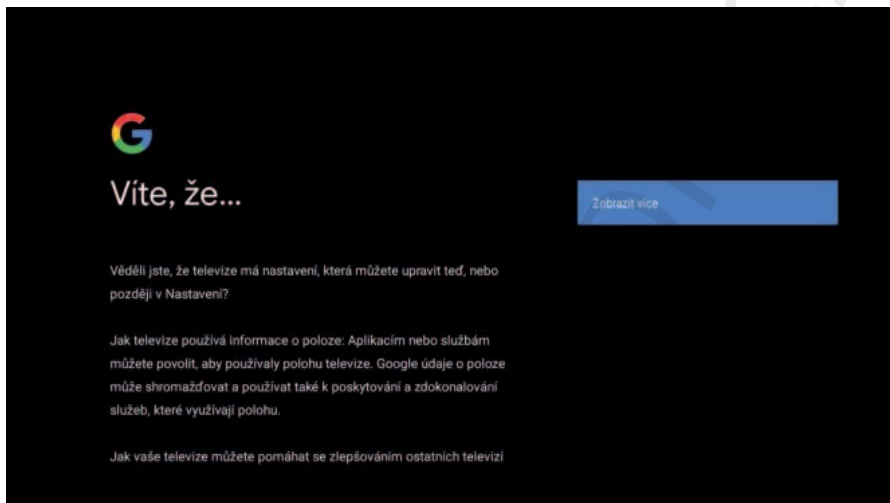 Víte, že...
Zobrazit více
Věděli jste, že televize má nastavení, která můžete upravit teď, nebo
později v Nastavení?
Jak televize používá informace o poloze: Aplikacím nebo službám
můžete povolit, aby používaly polohu televize. Google údaje o poloze
může shromažďovat a používat také k poskytování a zdokonalování
služeb, které využívají polohu.
Jak vaše televize můžete pomáhat se zlepšováním ostatních televizí